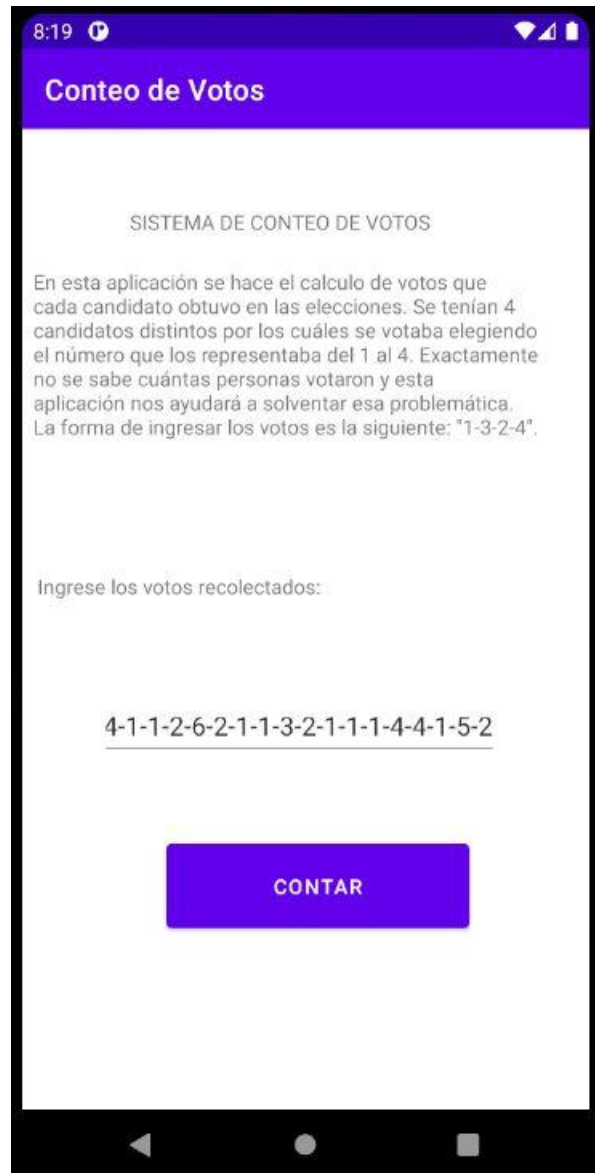 8:19
Conteo de Votos
SISTEMA DE CONTEO DE VOTOS
En esta aplicación se hace el calculo de votos que
cada candidato obtuvo en las elecciones. Se tenían 4
candidatos distintos por los cuáles se votaba elegiendo
el número que los representaba del 1 al 4. Exactamente
no se sabe cuántas personas votaron y esta
aplicación nos ayudará a solventar esa problemática.
La forma de ingresar los votos es la siguiente: "1-3-2-4".
Ingrese los votos recolectados:
4-1-1-2-6-2-1-1-3-2-1-1-1-4-4-1-5-2
CONTAR